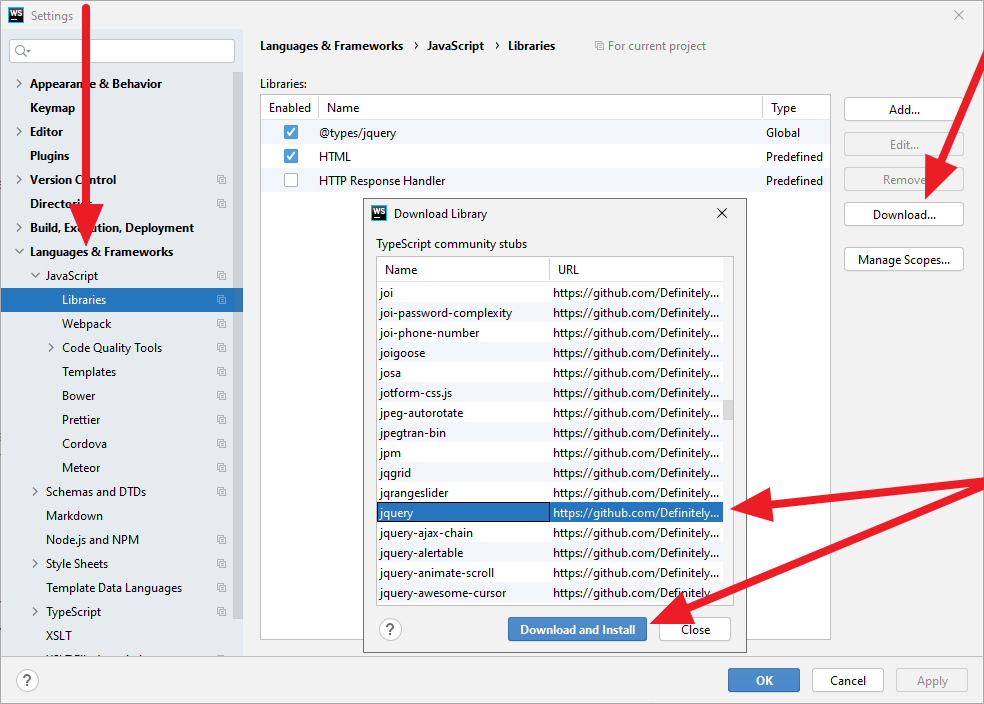 WS Settings
Languages & Frameworks › JavaScript › Libraries For current project
Appearance & Behavior
Keymap
Editor
Plugins
Version Control
Build, Execution, Deployment
Languages & Frameworks
JavaScript
Libraries
Webpack
Code Quality Tools
Templates
Bower
Prettier
Cordova
Meteor
Schemas and DTDs
Markdown
Node.js and NPM
Style Sheets
Template Data Languages
TypeScript
XSLT
Libraries:
Enabled Name Type
@types/jquery Global
HTML Predefined
HTTP Response Handler Predefined
Add...
Edit...
Remove
Download...
Manage Scopes...
WS Download Library
TypeScript community stubs
Name URL
joi https://github.com/Definitely...
joi-password-complexity https://github.com/Definitely...
joi-phone-number https://github.com/Definitely...
joigoose https://github.com/Definitely...
josa https://github.com/Definitely...
jotform-css.js https://github.com/Definitely...
jpeg-autorotate https://github.com/Definitely...
jpegtran-bin https://github.com/Definitely...
jpm https://github.com/Definitely...
jqgrid https://github.com/Definitely...
jqrangeslider https://github.com/Definitely...
jquery https://github.com/Definitely...
jquery-ajax-chain https://github.com/Definitely...
jquery-alertable https://github.com/Definitely...
jquery-animate-scroll https://github.com/Definitely...
jquery-awesome-cursor https://github.com/Definitely...
? Download and Install Close
? OK Cancel Apply